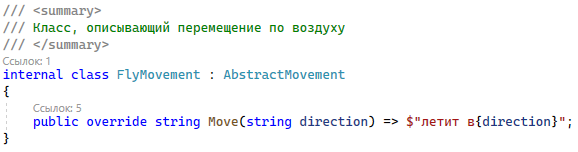 /// <summary>
/// Класс, описывающий перемещение по воздуху
/// </summary>
Ссылок: 1
internal class FlyMovement : AbstractMovement
{
Ссылок: 5
public override string Move(string direction) => $"летит в{direction}";
}